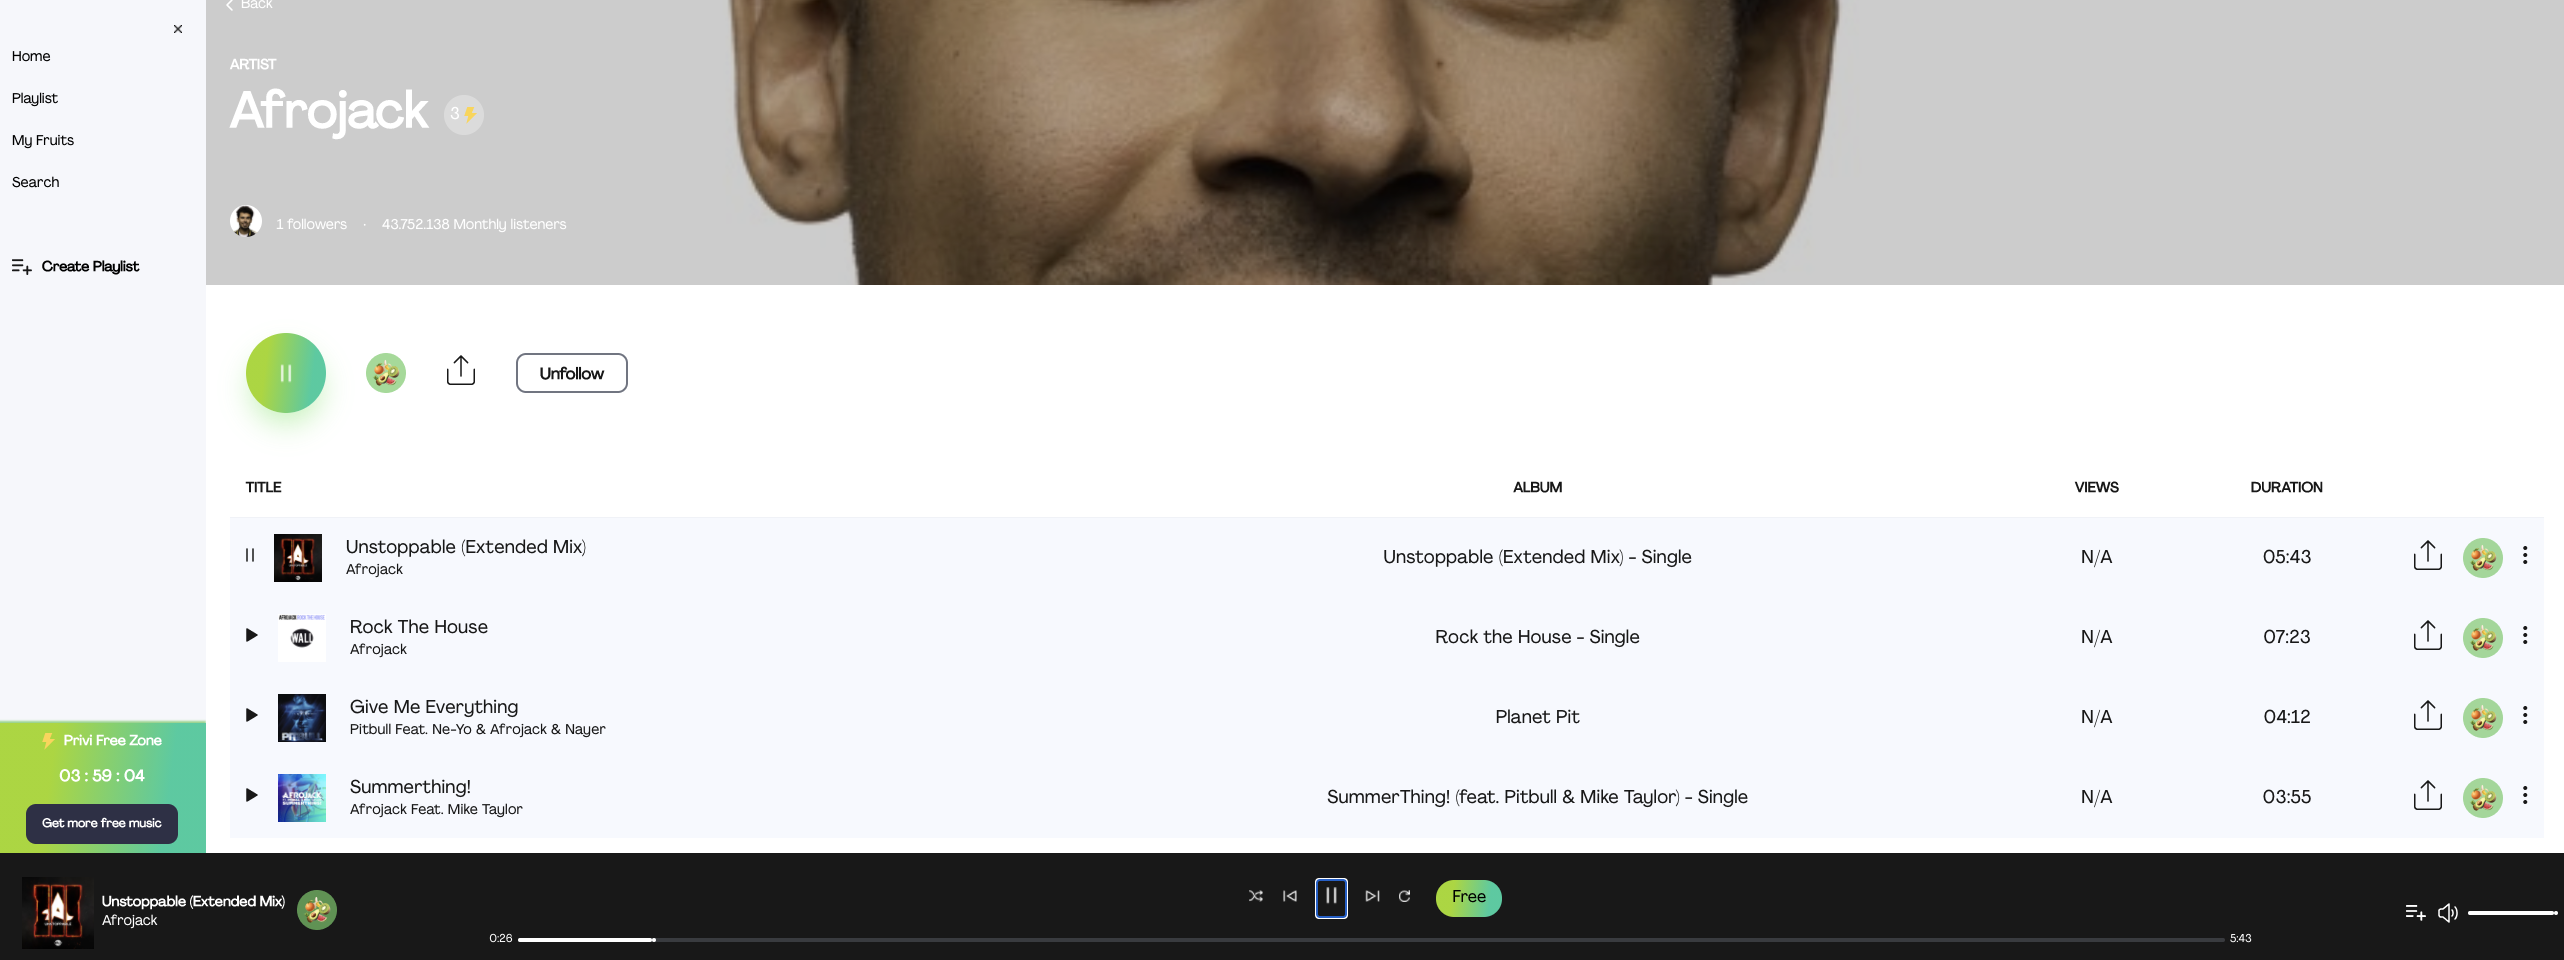 Back
Home
Playlist
My Fruits
Search
Create Playlist
ARTIST
Afrojack 3
1 followers · 43.752.138 Monthly listeners
Unfollow
TITLE ALBUM VIEWS DURATION
Unstoppable (Extended Mix) Unstoppable (Extended Mix) - Single N/A 05:43
Afrojack
Rock The House Rock the House - Single N/A 07:23
Afrojack
WALL
Give Me Everything Planet Pit N/A 04:12
Pitbull Feat. Ne-Yo & Afrojack & Nayer
Summerthing! SummerThing! (feat. Pitbull & Mike Taylor) - Single N/A 03:55
Afrojack Feat. Mike Taylor
AFROJACK
Privi Free Zone
03 : 59 : 04
Get more free music
Unstoppable (Extended Mix)
Afrojack
Free
0:26 5:43